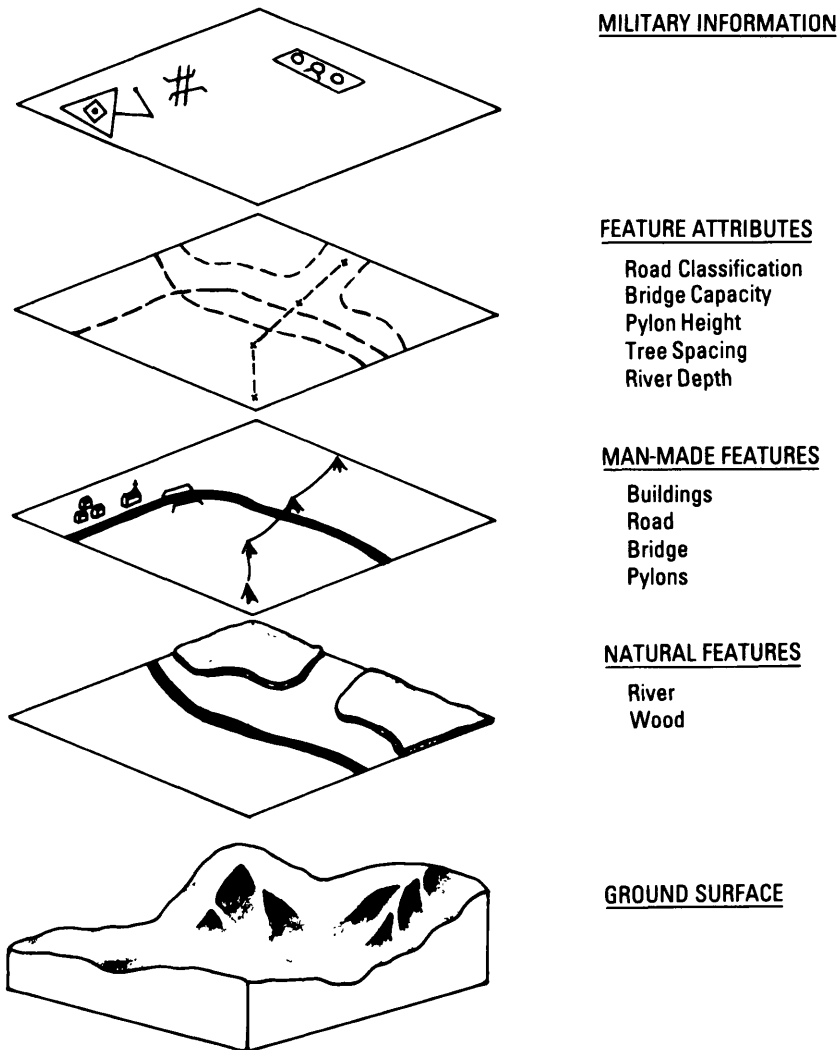 MILITARY INFORMATION
FEATURE ATTRIBUTES
Road Classification
Bridge Capacity
Pylon Height
Tree Spacing
River Depth
MAN-MADE FEATURES
Buildings
Road
Bridge
Pylons
NATURAL FEATURES
River
Wood
GROUND SURFACE